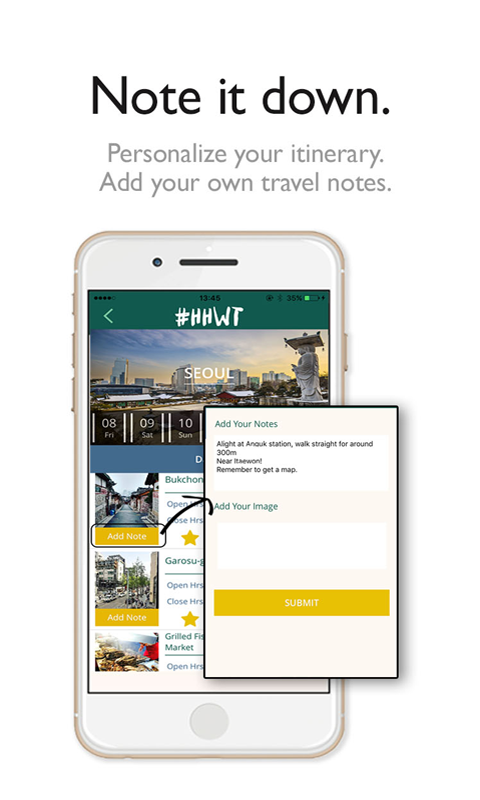 Note it down.
Personalize your itinerary.
Add your own travel notes.
13:45
35%
#HHWT
SEOUL
08
Fri
09
Sat
10
Sun
D
Bukchon
Open Hrs
Close Hrs
Add Note
Garosu-g
Open Hrs
Close Hrs
Add Note
Grilled Fis
Market
Open Hrs
Add Your Notes
Alight at Anguk station, walk straight for around
300m
Near Itaewon!
Remember to get a map.
Add Your Image
SUBMIT